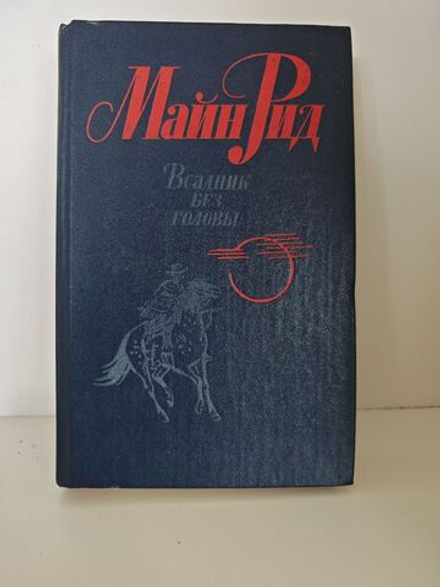 Майн Рид
Всадник
без
головы